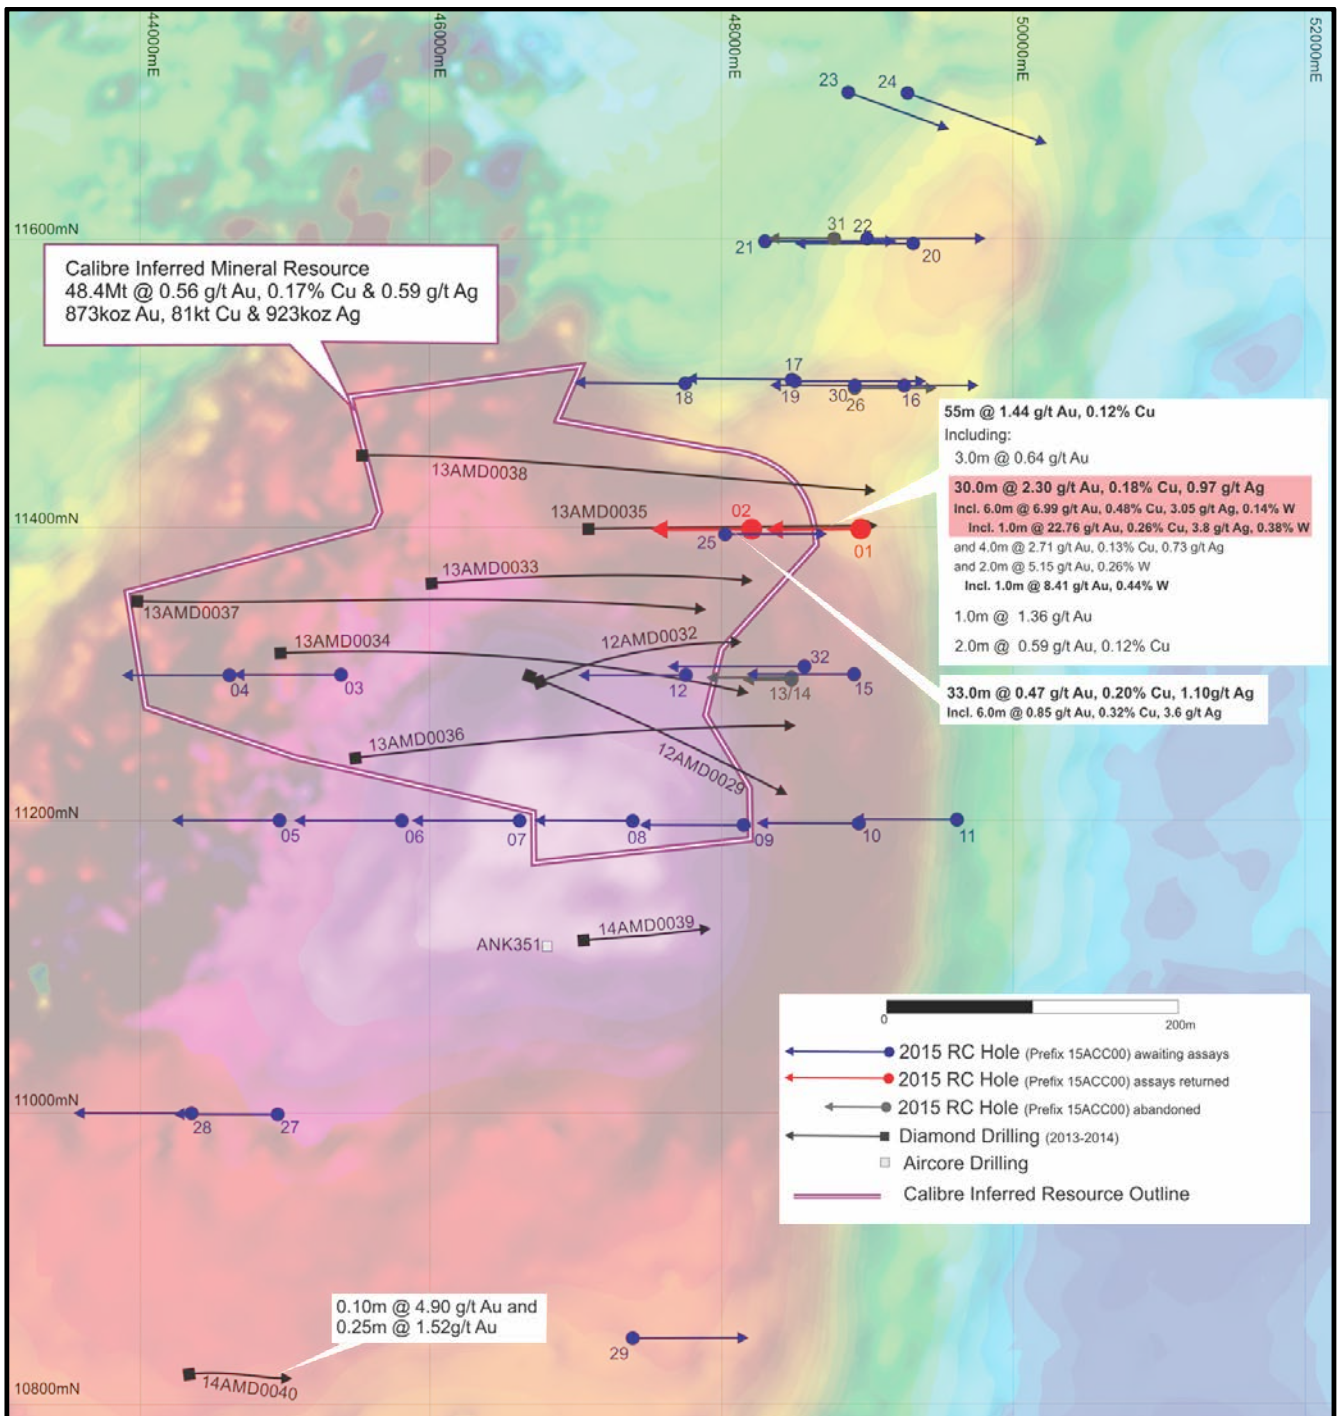 44000mE
46000mE
48000mE
50000mE
52000mE
23
24
11600mN
31
22
21
20
Calibre Inferred Mineral Resource
48.4Mt @ 0.56 g/t Au, 0.17% Cu & 0.59 g/t Ag
873koz Au, 81kt Cu & 923koz Ag
17
18
19
30
26
16
55m @ 1.44 g/t Au, 0.12% Cu
Including:
3.0m @ 0.64 g/t Au
30.0m @ 2.30 g/t Au, 0.18% Cu, 0.97 g/t Ag
Incl. 6.0m @ 6.99 g/t Au, 0.48% Cu, 3.05 g/t Ag, 0.14% W
Incl. 1.0m @ 22.76 g/t Au, 0.26% Cu, 3.8 g/t Ag, 0.38% W
and 4.0m @ 2.71 g/t Au, 0.13% Cu, 0.73 g/t Ag
and 2.0m @ 5.15 g/t Au, 0.26% W
Incl. 1.0m @ 8.41 g/t Au, 0.44% W
1.0m @ 1.36 g/t Au
2.0m @ 0.59 g/t Au, 0.12% Cu
13AMD0038
11400mN
13AMD0035
02
25
01
13AMD0033
13AMD0037
13AMD0034
12AMD0032
32
04
03
12
13/14
15
33.0m @ 0.47 g/t Au, 0.20% Cu, 1.10g/t Ag
Incl. 6.0m @ 0.85 g/t Au, 0.32% Cu, 3.6 g/t Ag
13AMD0036
12AMD0029
11200mN
05
06
07
08
09
10
11
14AMD0039
ANK351
0
200m
2015 RC Hole (Prefix 15ACC00) awaiting assays
2015 RC Hole (Prefix 15ACC00) assays returned
2015 RC Hole (Prefix 15ACC00) abandoned
Diamond Drilling (2013-2014)
Aircore Drilling
Calibre Inferred Resource Outline
11000mN
28
27
0.10m @ 4.90 g/t Au and
0.25m @ 1.52g/t Au
29
14AMD0040
10800mN